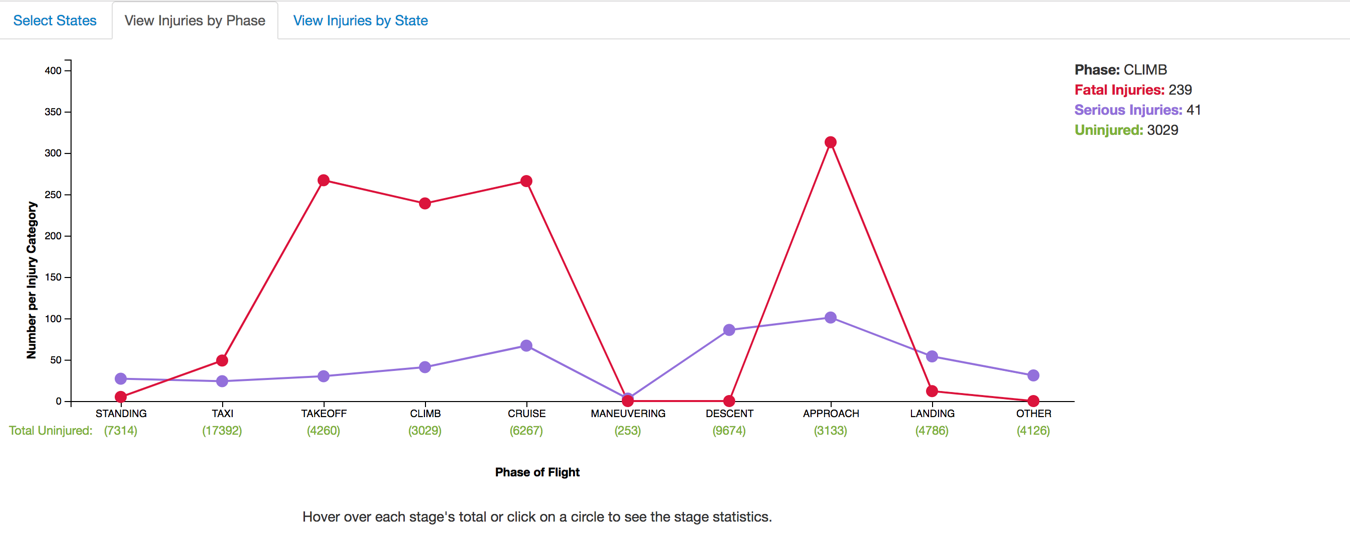 Select States View Injuries by Phase View Injuries by State
Phase: CLIMB
Fatal Injuries: 239
Serious Injuries: 41
Uninjured: 3029
Number per Injury Category
400
350
300
250
200
150
100
50
0
STANDING TAXI TAKEOFF CLIMB CRUISE MANEUVERING DESCENT APPROACH LANDING OTHER
Total Uninjured: (7314) (17392) (4260) (3029) (6267) (253) (9674) (3133) (4786) (4126)
Phase of Flight
Hover over each stage's total or click on a circle to see the stage statistics.